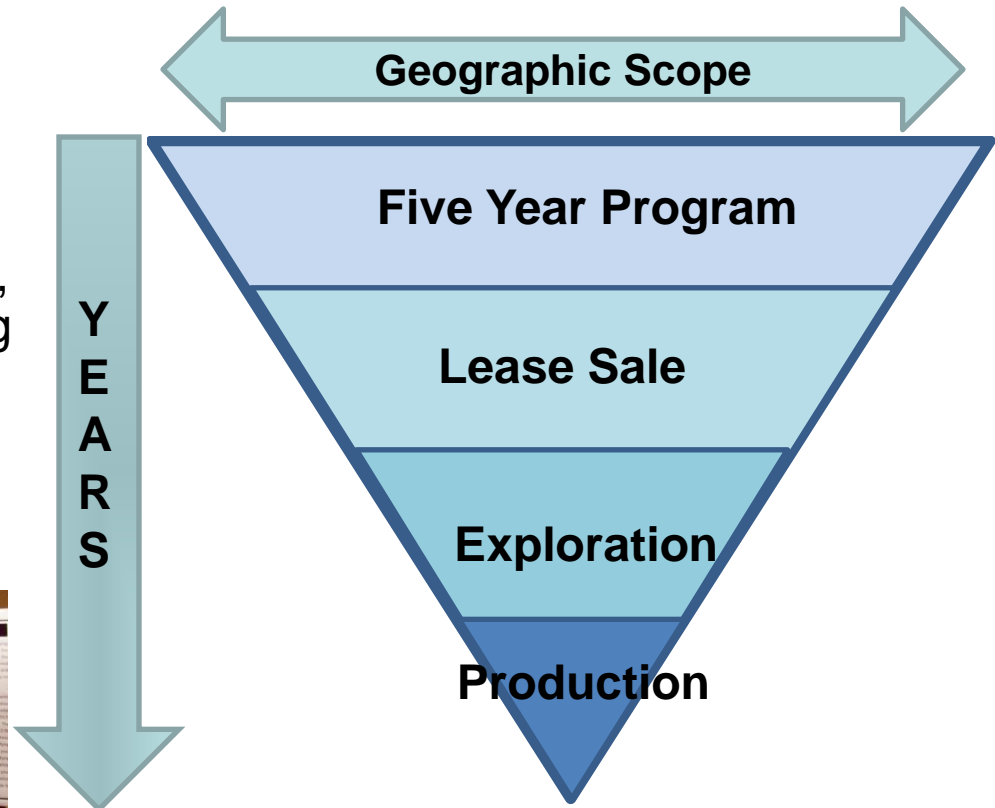 Geographic Scope
Five Year Program
,
g
Y
E
A
R
S
Lease Sale
Exploration
Production